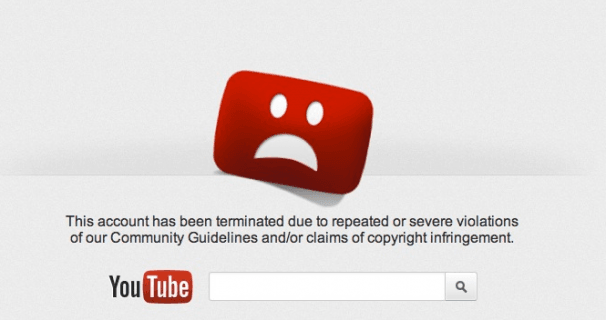 This account has been terminated due to repeated or severe violations
of our Community Guidelines and/or claims of copyright infringement.
YouTube